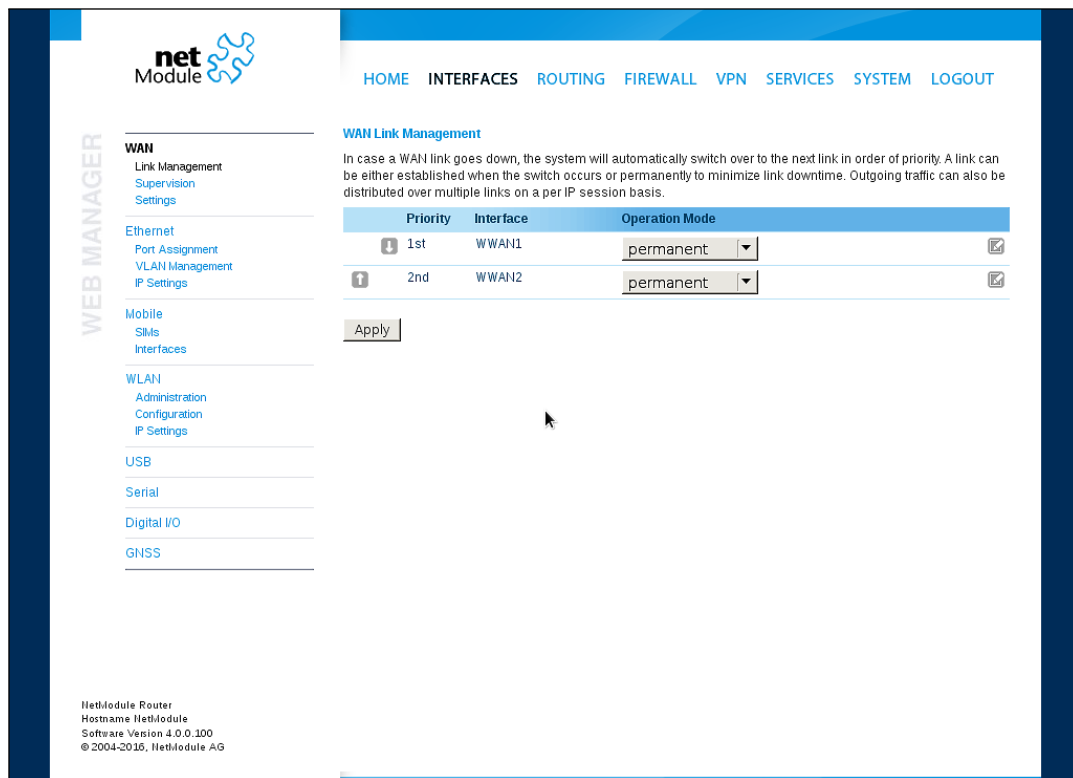 net
Module
HOME INTERFACES ROUTING FIREWALL VPN SERVICES SYSTEM LOGOUT
WEB MANAGER
WAN
Link Management
Supervision
Settings
Ethernet
Port Assignment
VLAN Management
IP Settings
Mobile
SIMs
Interfaces
WLAN
Administration
Configuration
IP Settings
USB
Serial
Digital I/O
GNSS
WAN Link Management
In case a WAN link goes down, the system will automatically switch over to the next link in order of priority. A link can
be either established when the switch occurs or permanently to minimize link downtime. Outgoing traffic can also be
distributed over multiple links on a per IP session basis.
Priority Interface Operation Mode
1st WWAN1 permanent
2nd WWAN2 permanent
Apply
NetModule Router
Hostname NetModule
Software Version 4.0.0.100
© 2004-2016, NetModule AG